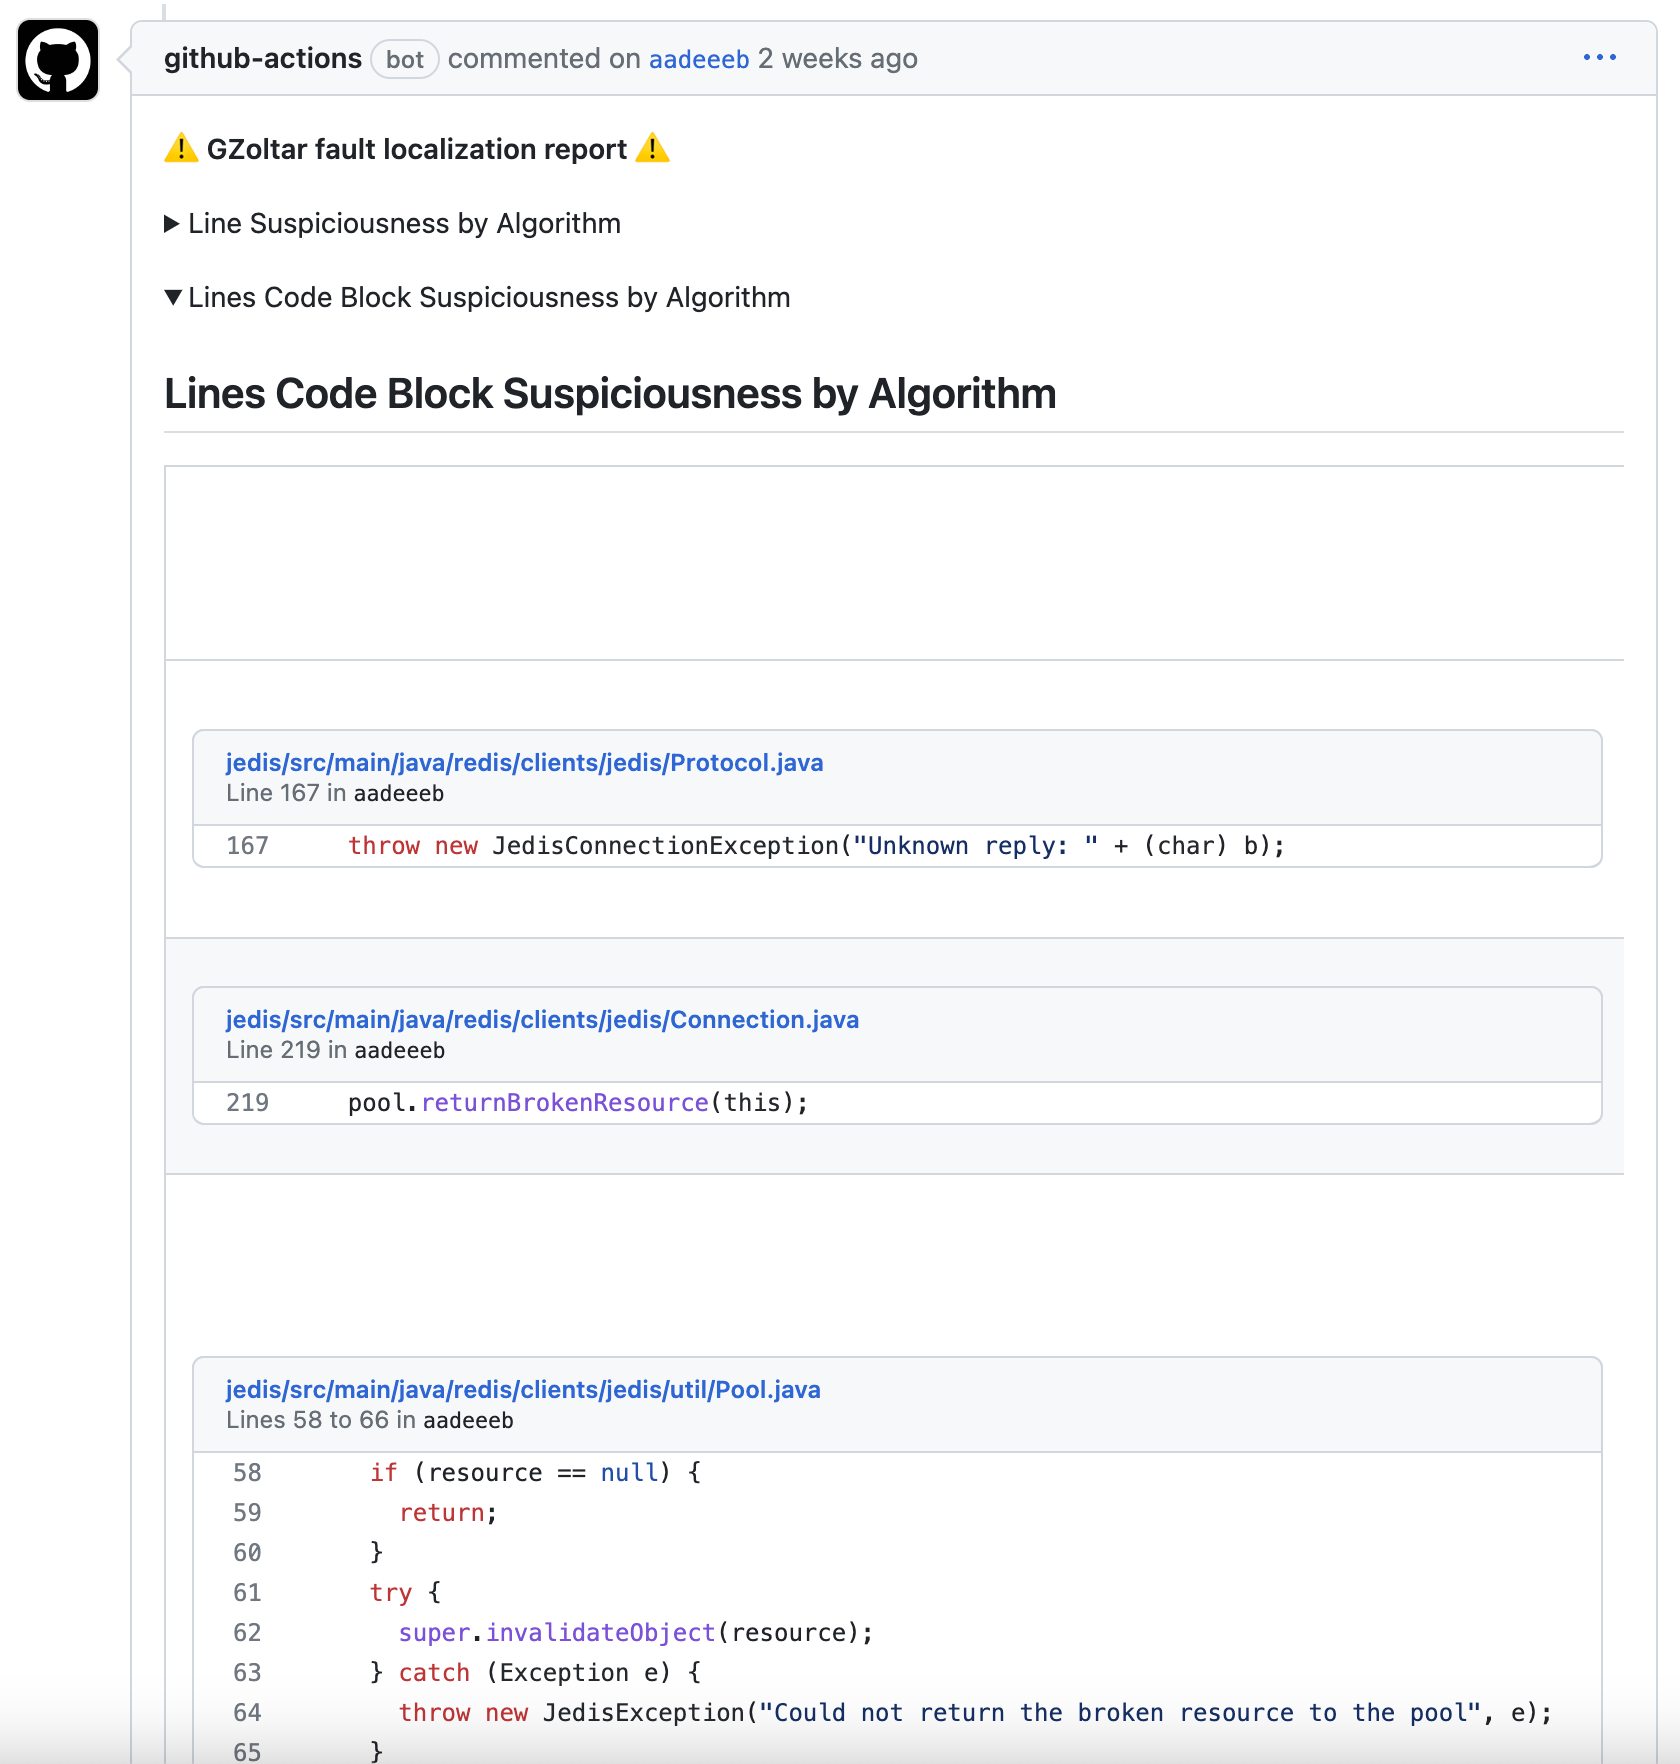 github-actions bot commented on aadeeeb 2 weeks ago
⚠️ GZoltar fault localization report ⚠️
▶ Line Suspiciousness by Algorithm
▼ Lines Code Block Suspiciousness by Algorithm
Lines Code Block Suspiciousness by Algorithm
jedis/src/main/java/redis/clients/jedis/Protocol.java
Line 167 in aadeeeb
167 throw new JedisConnectionException("Unknown reply: " + (char) b);
jedis/src/main/java/redis/clients/jedis/Connection.java
Line 219 in aadeeeb
219 pool.returnBrokenResource(this);
jedis/src/main/java/redis/clients/jedis/util/Pool.java
Lines 58 to 66 in aadeeeb
58 if (resource == null) {
59 return;
60 }
61 try {
62 super.invalidateObject(resource);
63 } catch (Exception e) {
64 throw new JedisException("Could not return the broken resource to the pool", e);
65 }